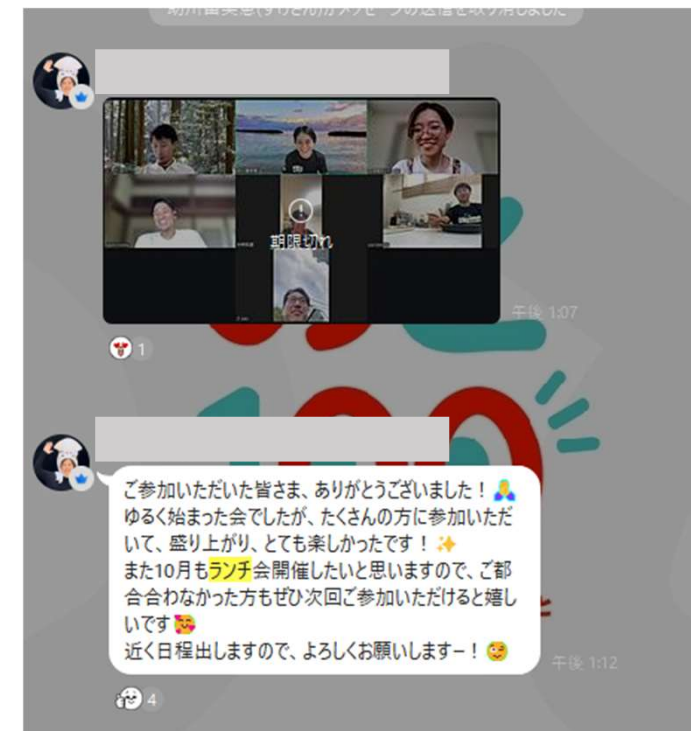 期限切れ
午後 1:07
1
ご参加いただいた皆さま、ありがとうございました！
ゆるく始まった会でしたが、たくさんの方に参加いただ
いて、盛り上がり、とても楽しかったです！
また10月もランチ会開催したいと思いますので、ご都
合合わなかった方もぜひ次回ご参加いただけると嬉し
いです
近く日程出しますので、よろしくお願いしますー！
午後 1:12
4